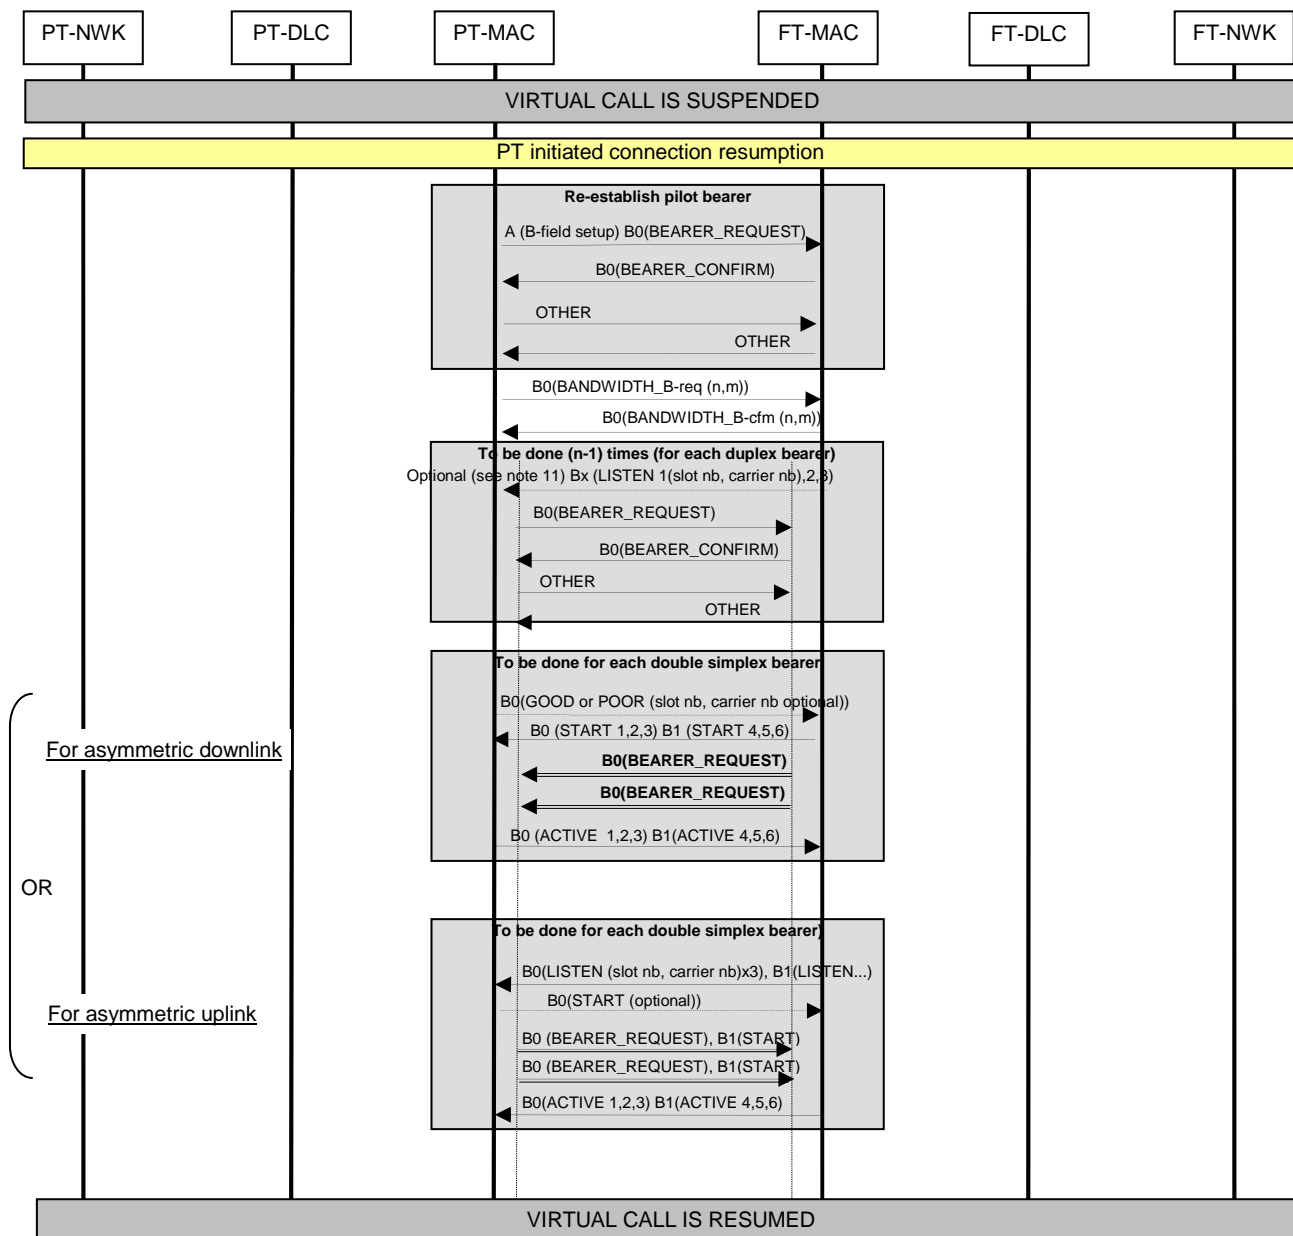 PT-NWK
PT-DLC
PT-MAC
FT-MAC
FT-DLC
FT-NWK
VIRTUAL CALL IS SUSPENDED
PT initiated connection resumption
Re-establish pilot bearer
A (B-field setup) B0(BEARER_REQUEST)
B0(BEARER_CONFIRM)
OTHER
OTHER
B0(BANDWIDTH_B-req (n,m))
B0(BANDWIDTH_B-cfm (n,m))
To be done (n-1) times (for each duplex bearer)
Optional (see note 11) Bx (LISTEN 1(slot nb, carrier nb),2,3)
B0(BEARER_REQUEST)
B0(BEARER_CONFIRM)
OTHER
OTHER
To be done for each double simplex bearer
B0(GOOD or POOR (slot nb, carrier nb optional))
B0 (START 1,2,3) B1 (START 4,5,6)
For asymmetric downlink
B0(BEARER_REQUEST)
B0(BEARER_REQUEST)
B0 (ACTIVE  1,2,3) B1(ACTIVE 4,5,6)
OR
To be done for each double simplex bearer)
B0(LISTEN (slot nb, carrier nb)x3), B1(LISTEN...)
B0(START (optional))
For asymmetric uplink
B0 (BEARER_REQUEST), B1(START)
B0 (BEARER_REQUEST), B1(START)
B0(ACTIVE 1,2,3) B1(ACTIVE 4,5,6)
VIRTUAL CALL IS RESUMED